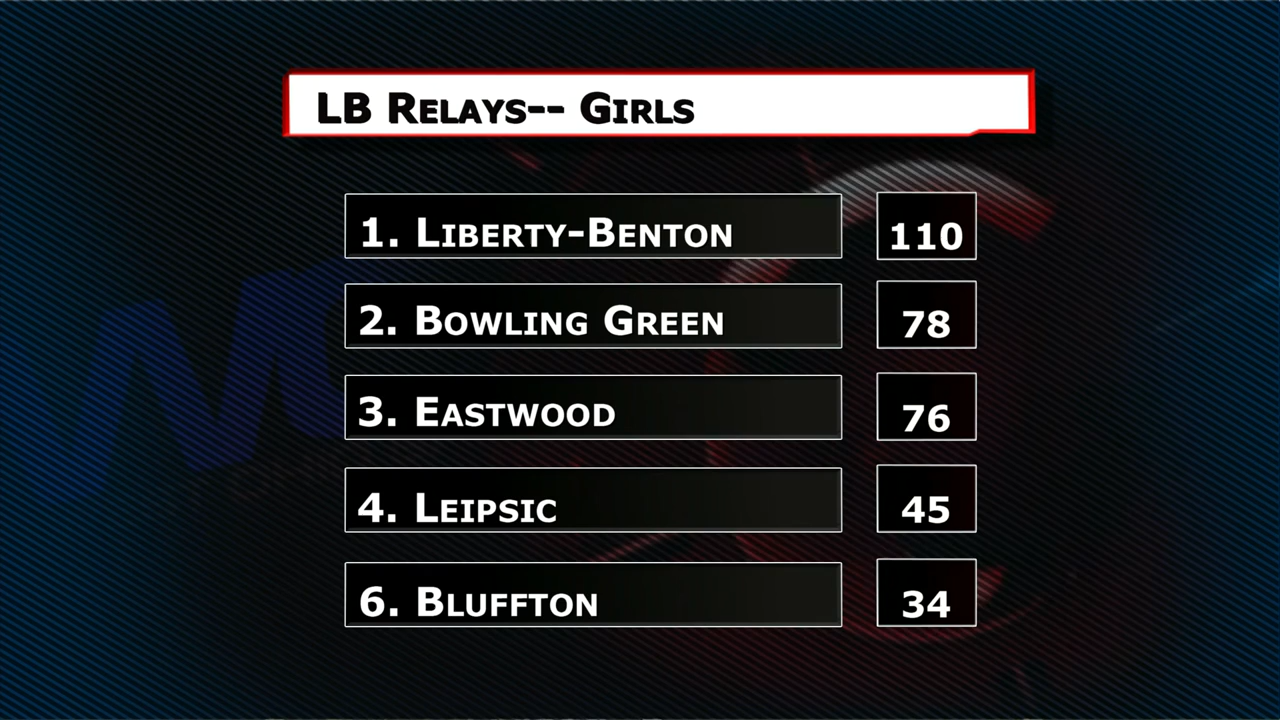 LB Relays-- Girls
1. Liberty-Benton 110
2. Bowling Green 78
3. Eastwood 76
4. Leipsic 45
6. Bluffton 34